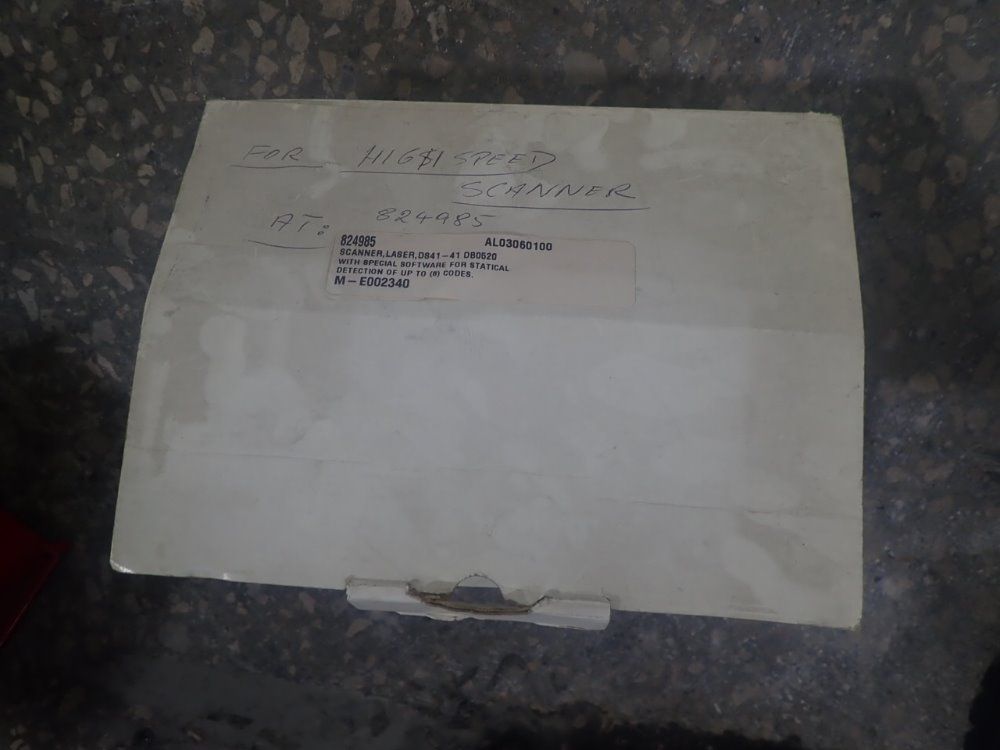 FOR HIGH SPEED
SCANNER
AT: 824985
824985 AL03060100
SCANNER,LASER,DS41-41 DB0520
WITH SPECIAL SOFTWARE FOR STATICAL
DETECTION OF UP TO (8) CODES.
M-E002340